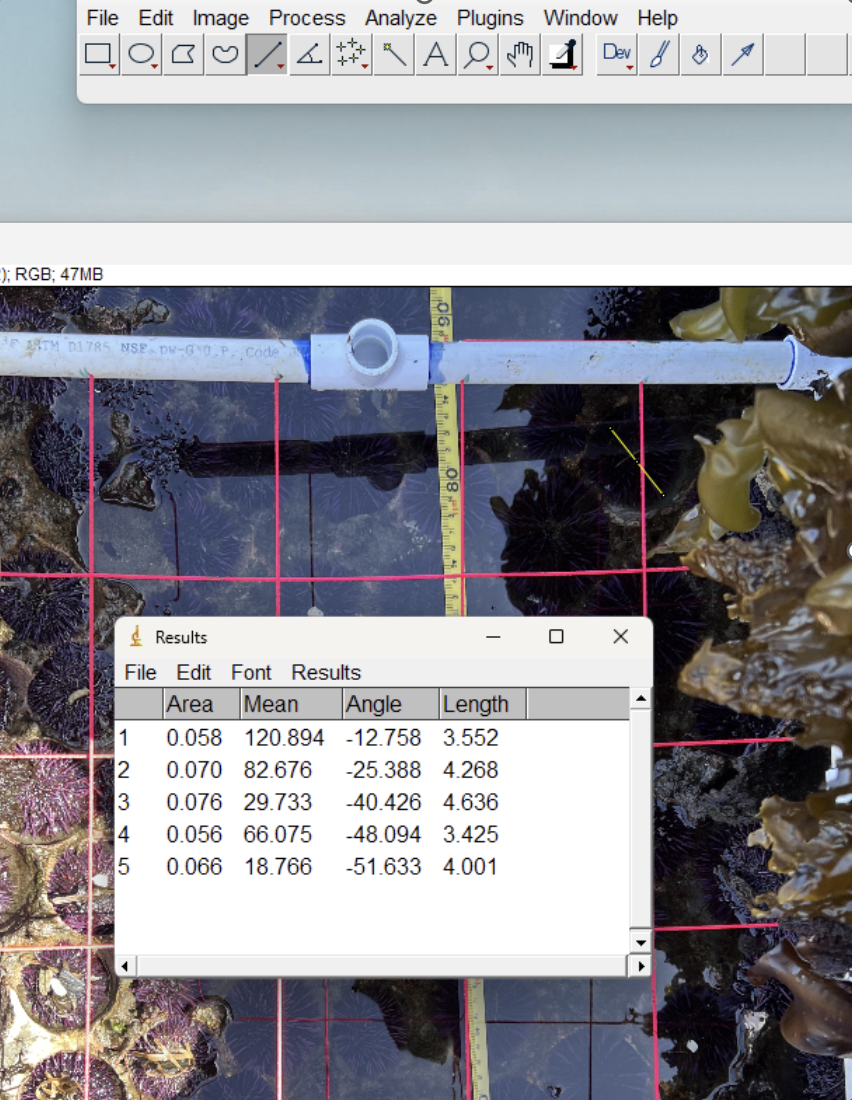 File Edit Image Process Analyze Plugins Window Help
A Dev
); RGB; 47MB
90
ASTM D1785 NSF-pw-G Code
80
Results
File Edit Font Results
Area Mean Angle Length
1 0.058 120.894 -12.758 3.552
2 0.070 82.676 -25.388 4.268
3 0.076 29.733 -40.426 4.636
4 0.056 66.075 -48.094 3.425
5 0.066 18.766 -51.633 4.001